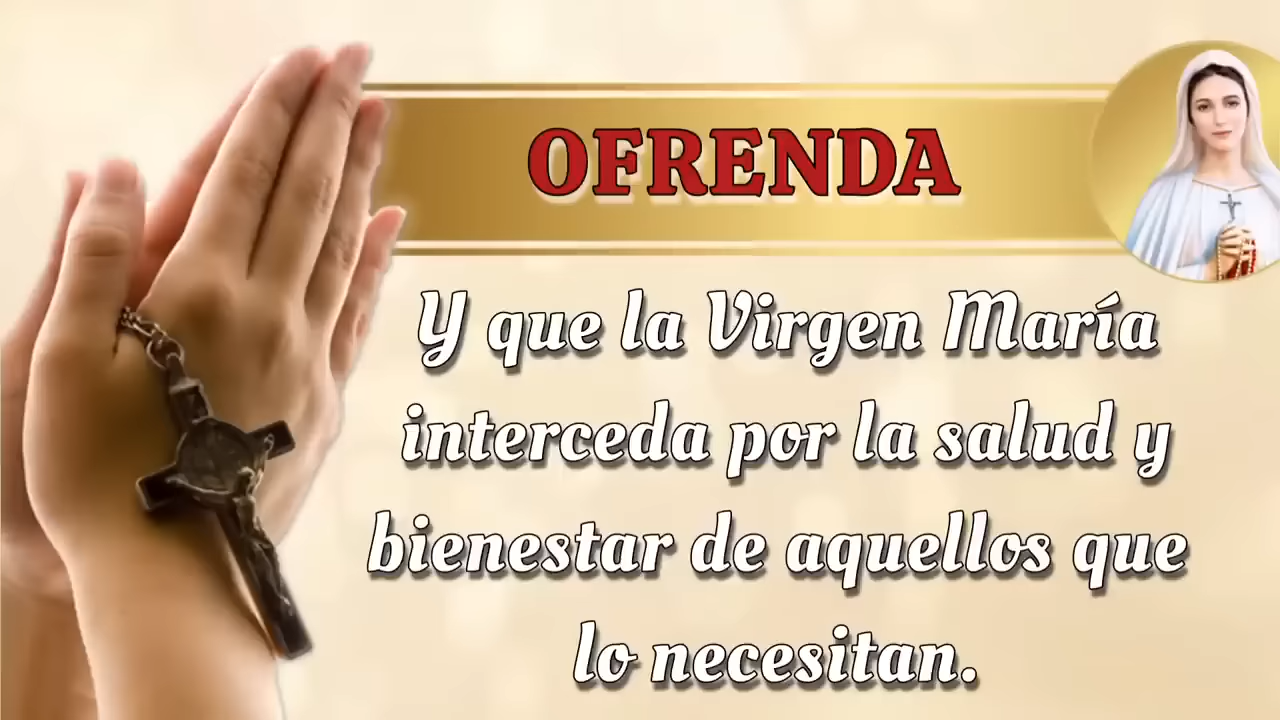 OFRENDA
Y que la Virgen María
interceda por la salud y
bienestar de aquellos que
lo necesitan.